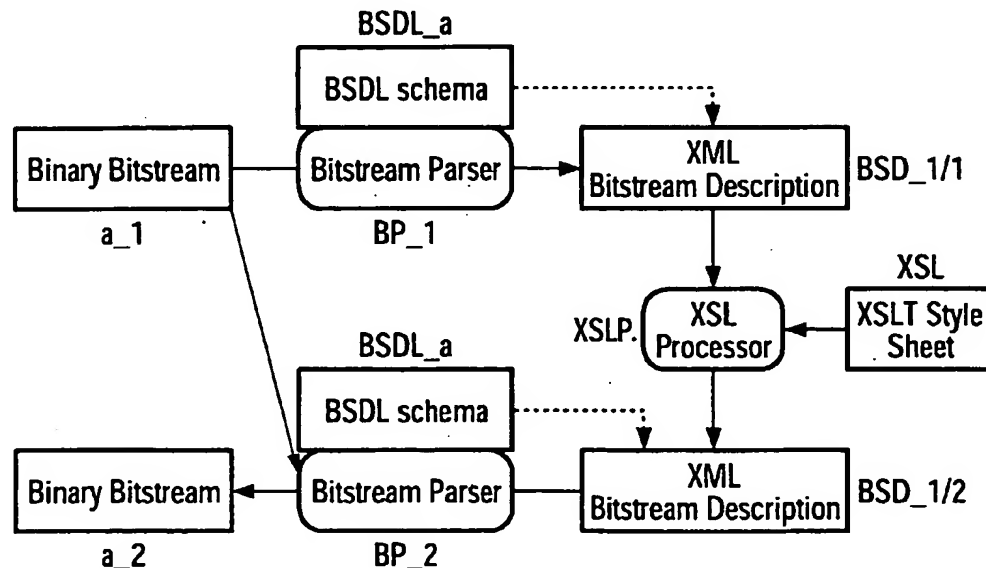 BSDL_a
BSDL schema
Binary Bitstream
Bitstream Parser
XML
Bitstream Description
BSD_1/1
a_1
BP_1
XSL
XSLP.
XSL
Processor
XSLT Style
Sheet
BSDL_a
BSDL schema
Binary Bitstream
Bitstream Parser
XML
Bitstream Description
BSD_1/2
a_2
BP_2